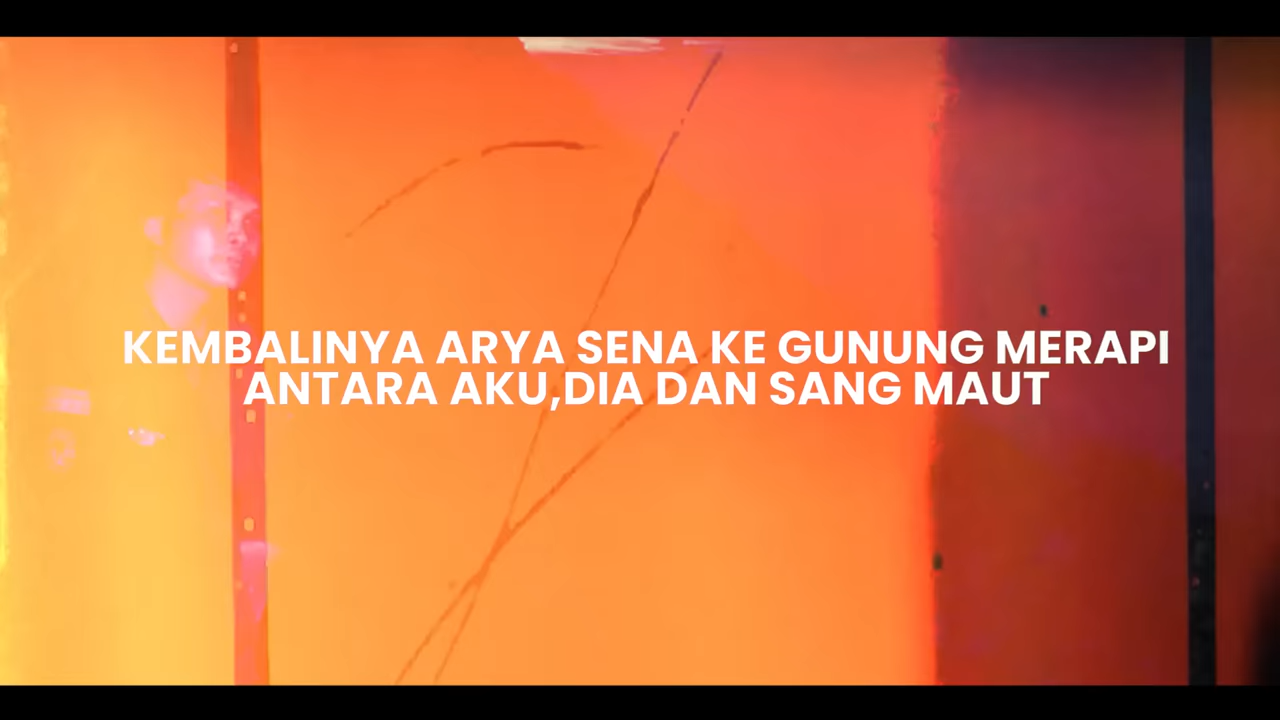 KEMBALINYA ARYA SENA KE GUNUNG MERAPI
ANTARA AKU,DIA DAN SANG MAUT